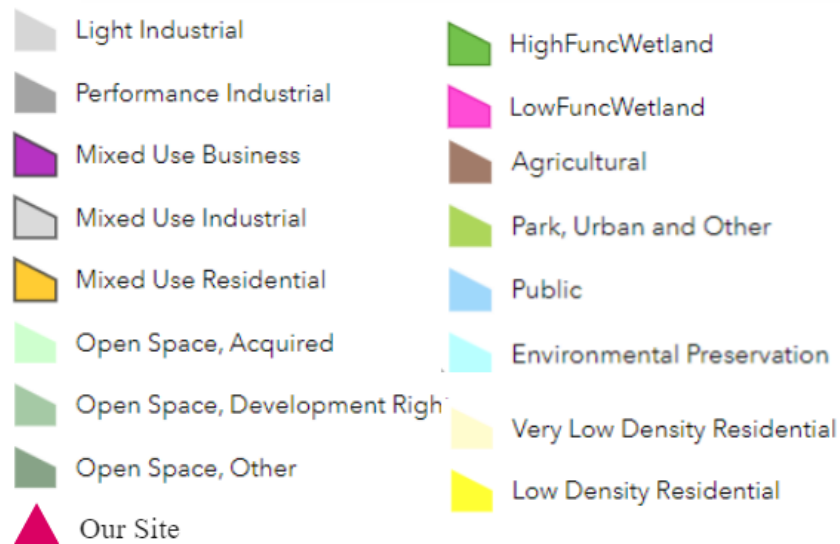 Light Industrial
Performance Industrial
Mixed Use Business
Mixed Use Industrial
Mixed Use Residential
Open Space, Acquired
Open Space, Development Righ
Open Space, Other
Our Site
HighFuncWetland
LowFuncWetland
Agricultural
Park, Urban and Other
Public
Environmental Preservation
Very Low Density Residential
Low Density Residential